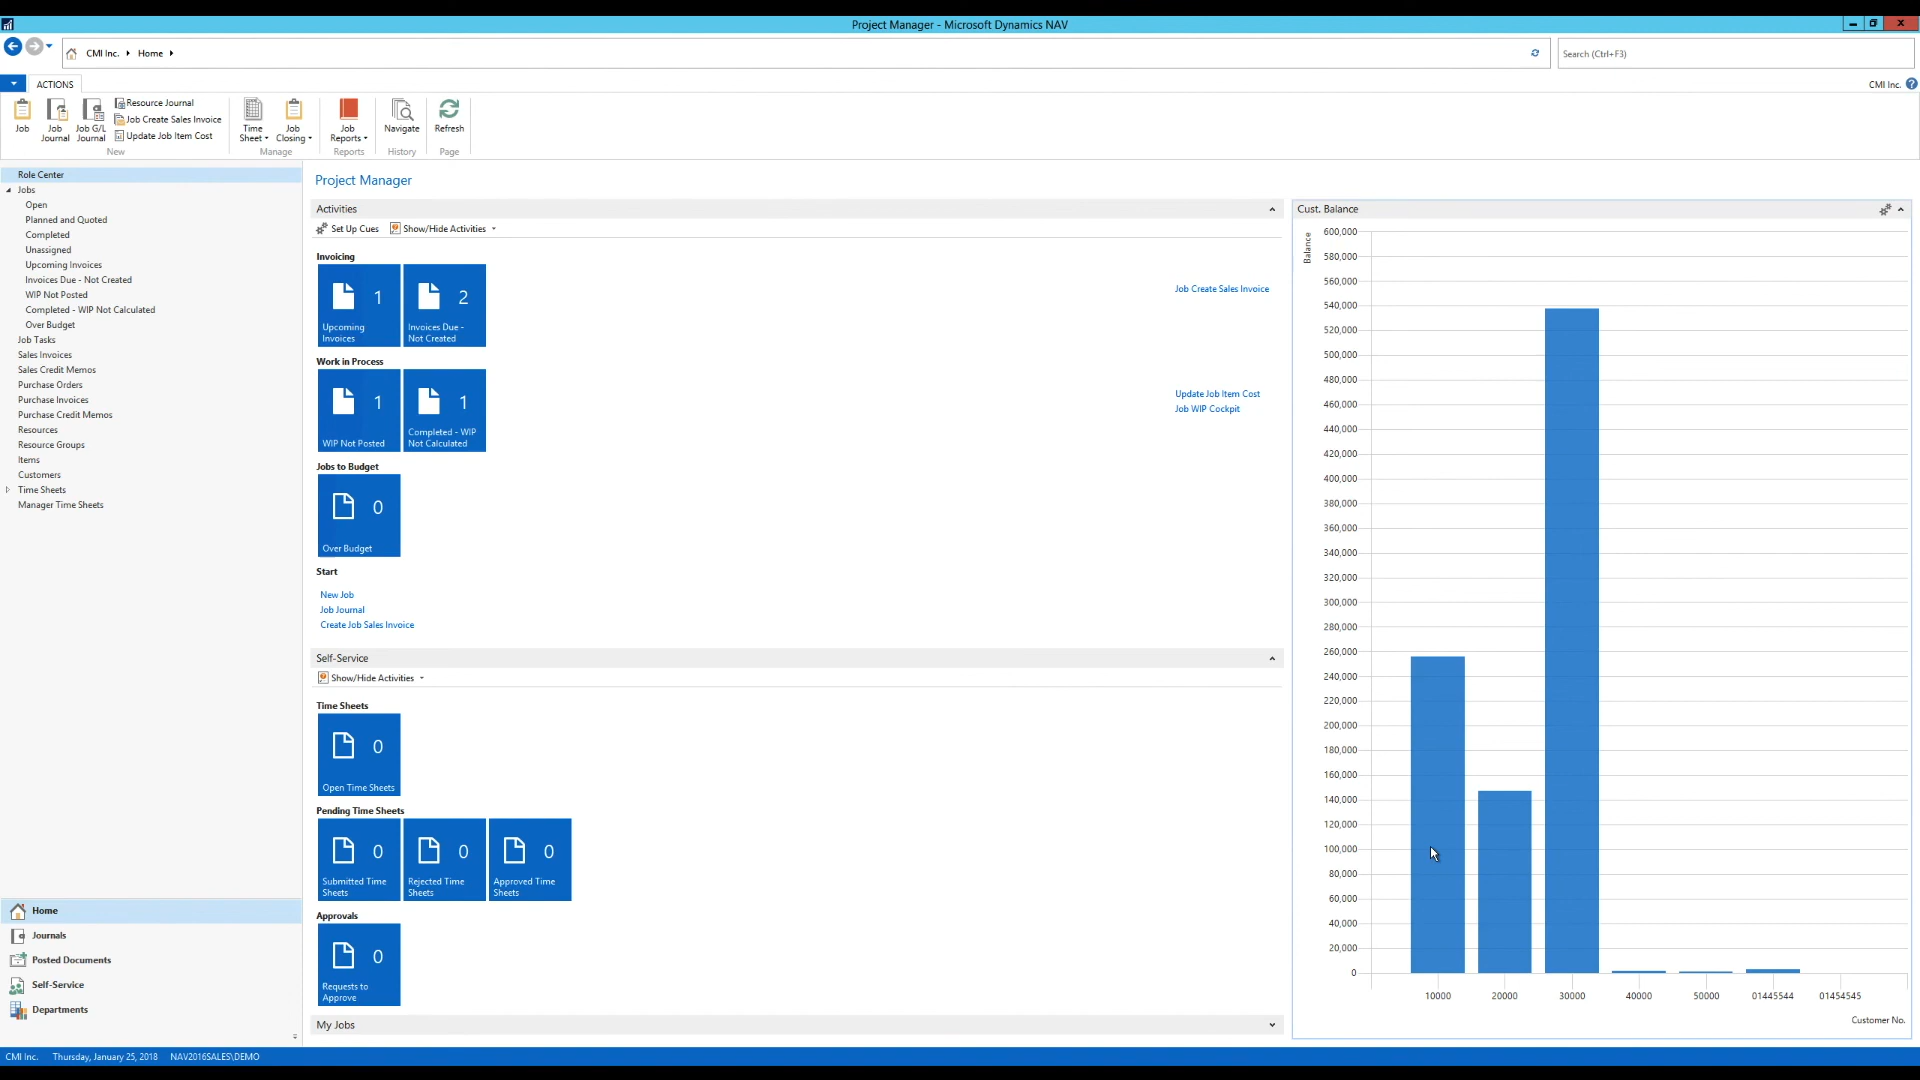 Project Manager - Microsoft Dynamics NAV
CMI Inc. Home
Search (Ctrl+F3)
ACTIONS
CMI Inc.
Job
Job Journal
Job G/L Journal
Resource Journal
Job Create Sales Invoice
Update Job Item Cost
Time Sheet
Job Closing
Job Reports
Navigate
Refresh
New
Manage
Reports
History
Page
Role Center
Jobs
Open
Planned and Quoted
Completed
Unassigned
Upcoming Invoices
Invoices Due - Not Created
WIP Not Posted
Completed - WIP Not Calculated
Over Budget
Job Tasks
Sales Invoices
Sales Credit Memos
Purchase Orders
Purchase Invoices
Purchase Credit Memos
Resources
Resource Groups
Items
Customers
Time Sheets
Manager Time Sheets
Home
Journals
Posted Documents
Self-Service
Departments
Project Manager
Activities
Set Up Cues Show/Hide Activities
Invoicing
1
Upcoming
Invoices
2
Invoices Due -
Not Created
Job Create Sales Invoice
Work in Process
1
WIP Not Posted
1
Completed - WIP
Not Calculated
Update Job Item Cost
Job WIP Cockpit
Jobs to Budget
0
Over Budget
Start
New Job
Job Journal
Create Job Sales Invoice
Self-Service
Show/Hide Activities
Time Sheets
0
Open Time Sheets
Pending Time Sheets
0
Submitted Time
Sheets
0
Rejected Time
Sheets
0
Approved Time
Sheets
Approvals
0
Requests to
Approve
My Jobs
Cust. Balance
Balance
600,000
580,000
560,000
540,000
520,000
500,000
480,000
460,000
440,000
420,000
400,000
380,000
360,000
340,000
320,000
300,000
280,000
260,000
240,000
220,000
200,000
180,000
160,000
140,000
120,000
100,000
80,000
60,000
40,000
20,000
0
10000 20000 30000 40000 50000 01445544 01454545
Customer No.
CMI Inc. Thursday, January 25, 2018 NAV2016SALES\DEMO